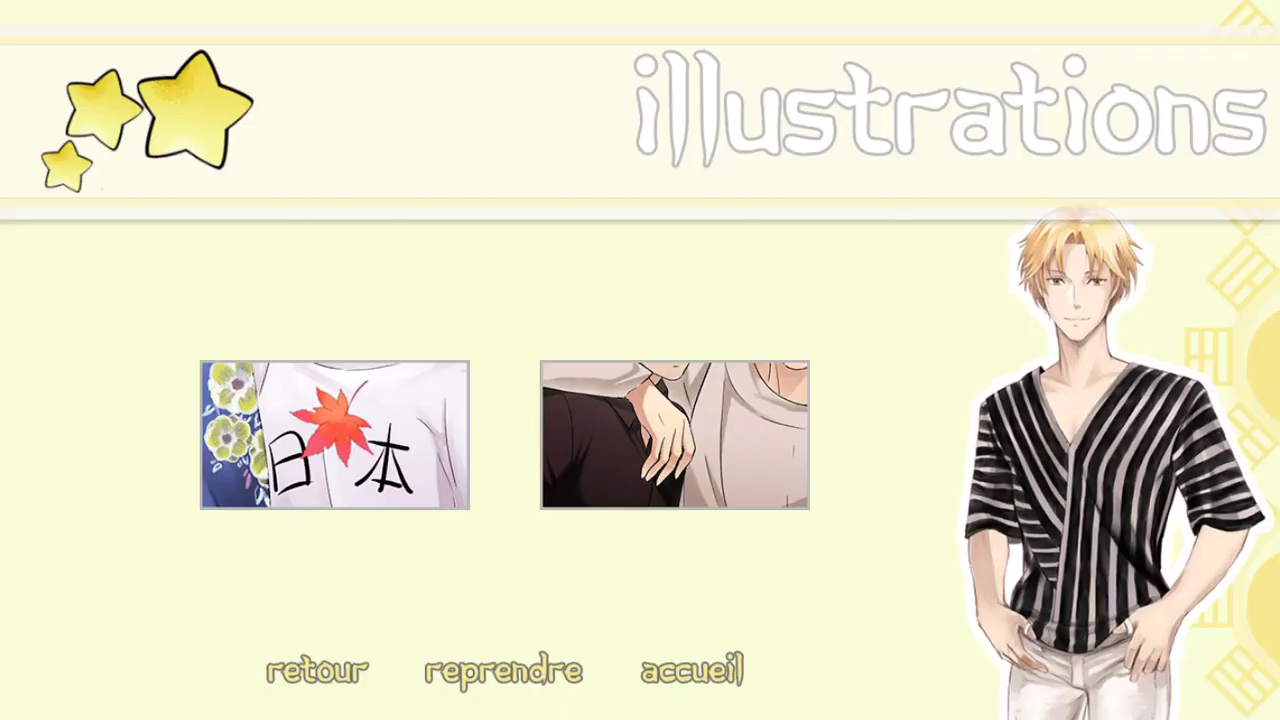 illustrations
日本
retour reprendre accueil